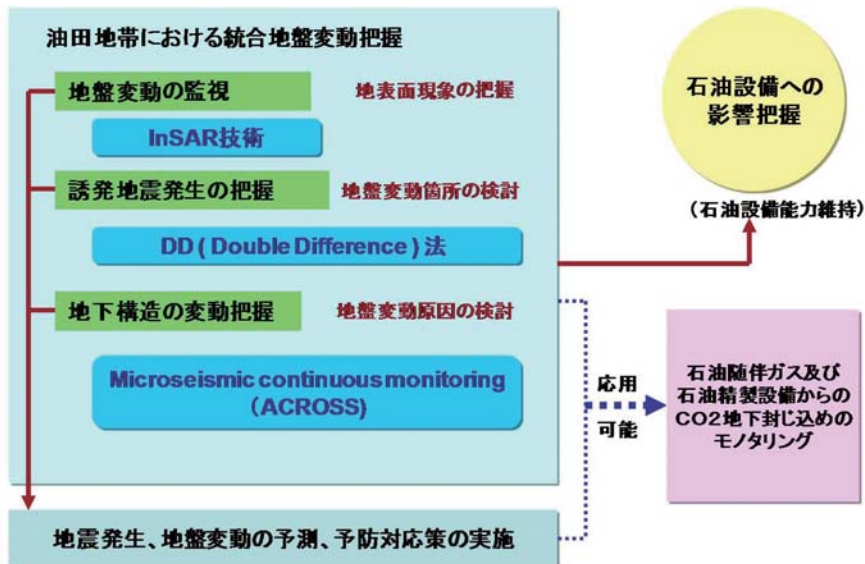 油田地帯における統合地盤変動把握
地盤変動の監視
地表面現象の把握
InSAR技術
誘発地震発生の把握
地盤変動箇所の検討
DD ( Double Difference ) 法
地下構造の変動把握
地盤変動原因の検討
Microseismic continuous monitoring
(ACROSS)
地震発生、地盤変動の予測、予防対応策の実施
石油設備への
影響把握
(石油設備能力維持)
応用
可能
石油随伴ガス及び
石油精製設備からの
CO2地下封じ込めの
モノタリング